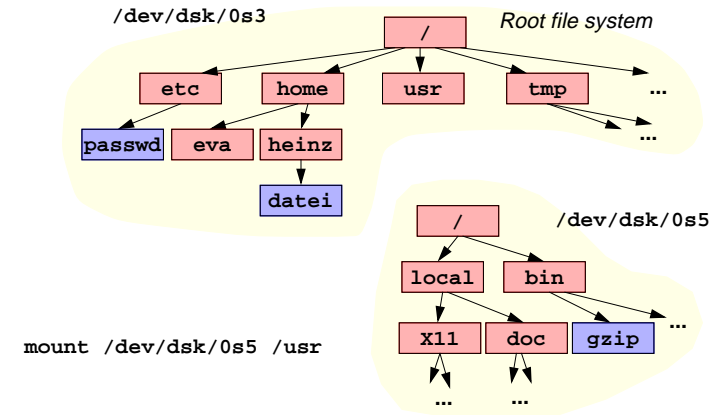 /dev/dsk/0s3
Root file system
/
etc home usr tmp ...
passwd eva heinz ...
datei
/ /dev/dsk/0s5
local bin
X11 doc gzip ...
mount /dev/dsk/0s5 /usr
... ...